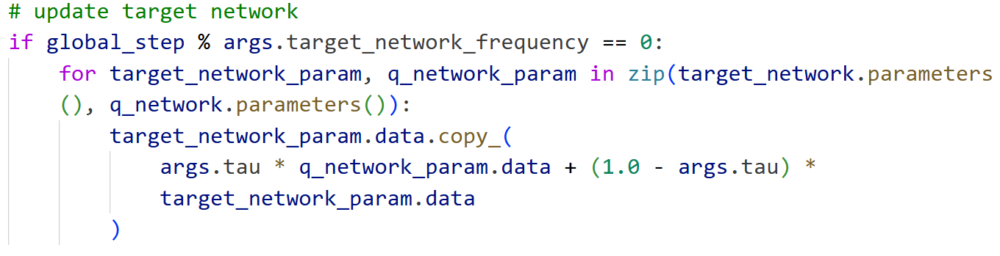 # update target network
if global_step % args.target_network_frequency == 0:
    for target_network_param, q_network_param in zip(target_network.parameters
    (), q_network.parameters()):
        target_network_param.data.copy_(
            args.tau * q_network_param.data + (1.0 - args.tau) *
            target_network_param.data
        )